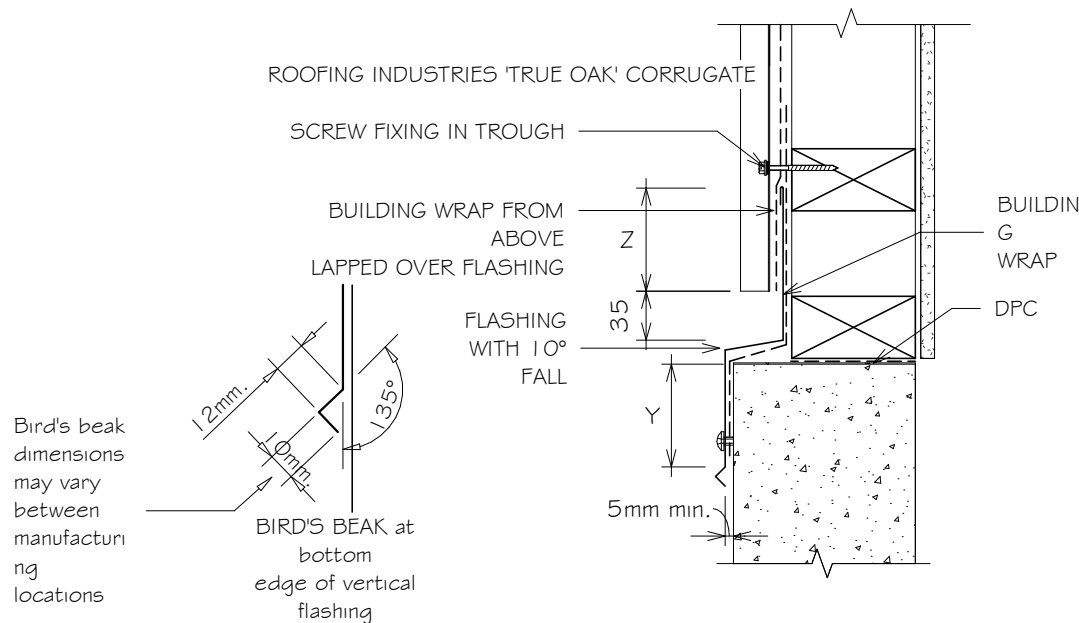 ROOFING INDUSTRIES 'TRUE OAK' CORRUGATE
SCREW FIXING IN TROUGH
BUILDING WRAP FROM
ABOVE
LAPPED OVER FLASHING
Z
BUILDIN
G
WRAP
35
FLASHING
WITH 10°
FALL
DPC
Y
5mm min.
12mm.
135°
10mm.
Bird's beak
dimensions
may vary
between
manufacturi
ng
locations
BIRD'S BEAK at
bottom
edge of vertical
flashing